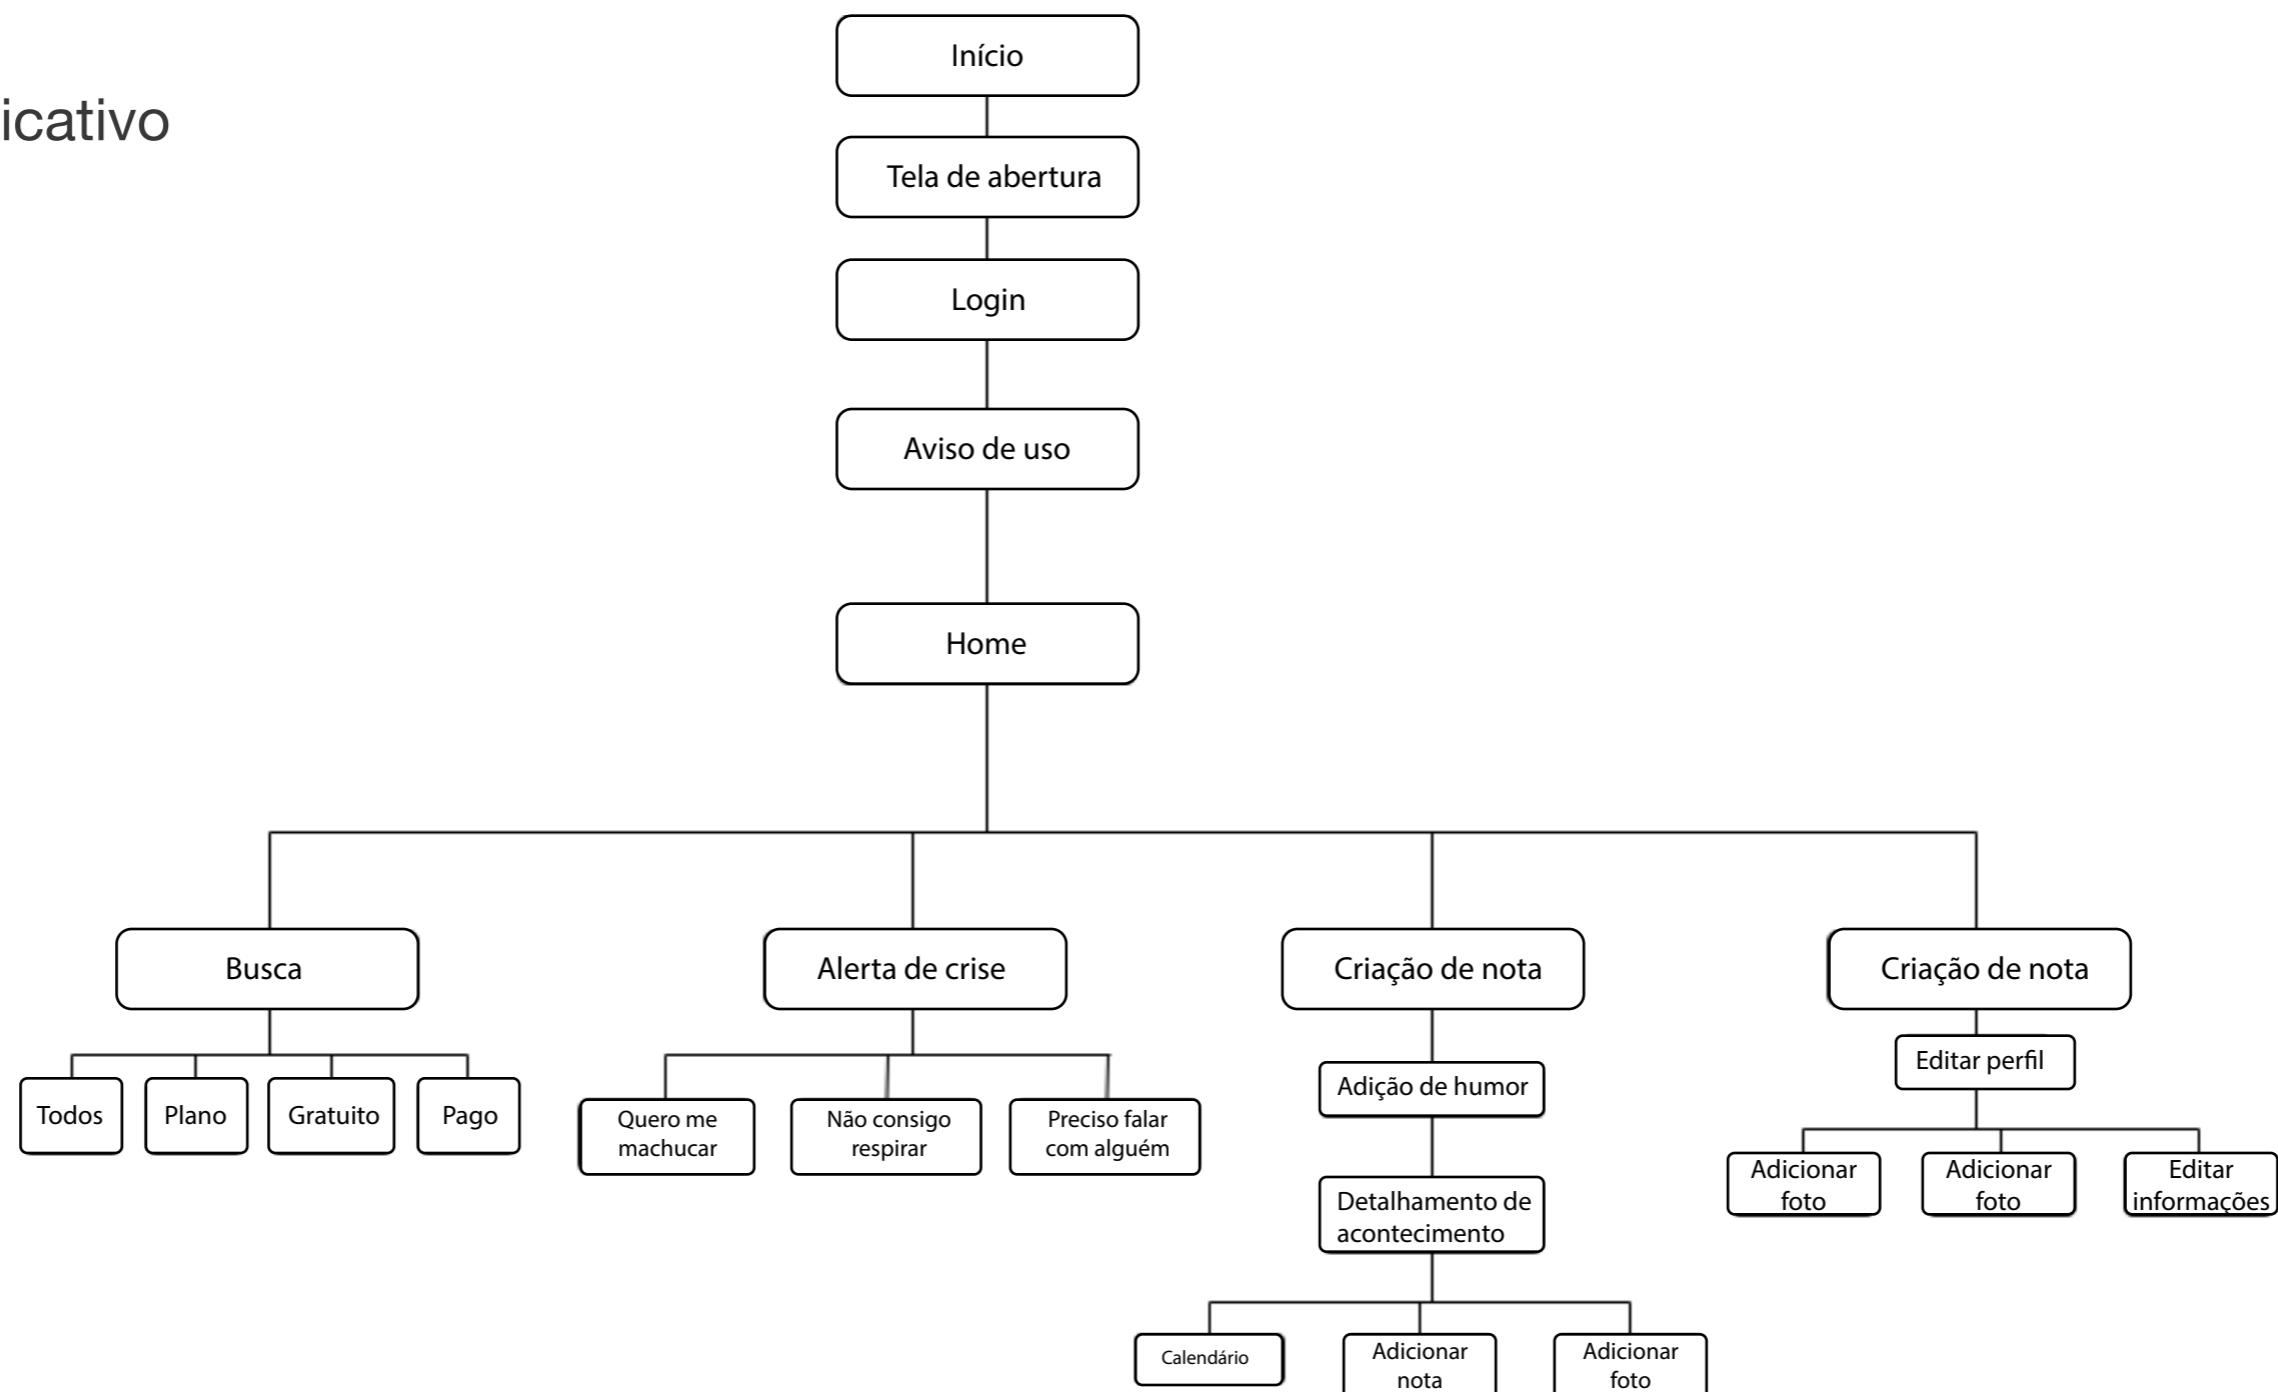 Início
icativo
Tela de abertura
Login
Aviso de uso
Home
Busca
Alerta de crise
Criação de nota
Criação de nota
Todos
Plano
Gratuito
Pago
Quero me
machucar
Não consigo
respirar
Preciso falar
com alguém
Adição de humor
Detalhamento de
acontecimento
Calendário
Adicionar
nota
Adicionar
foto
Editar perfil
Adicionar
foto
Adicionar
foto
Editar
informações